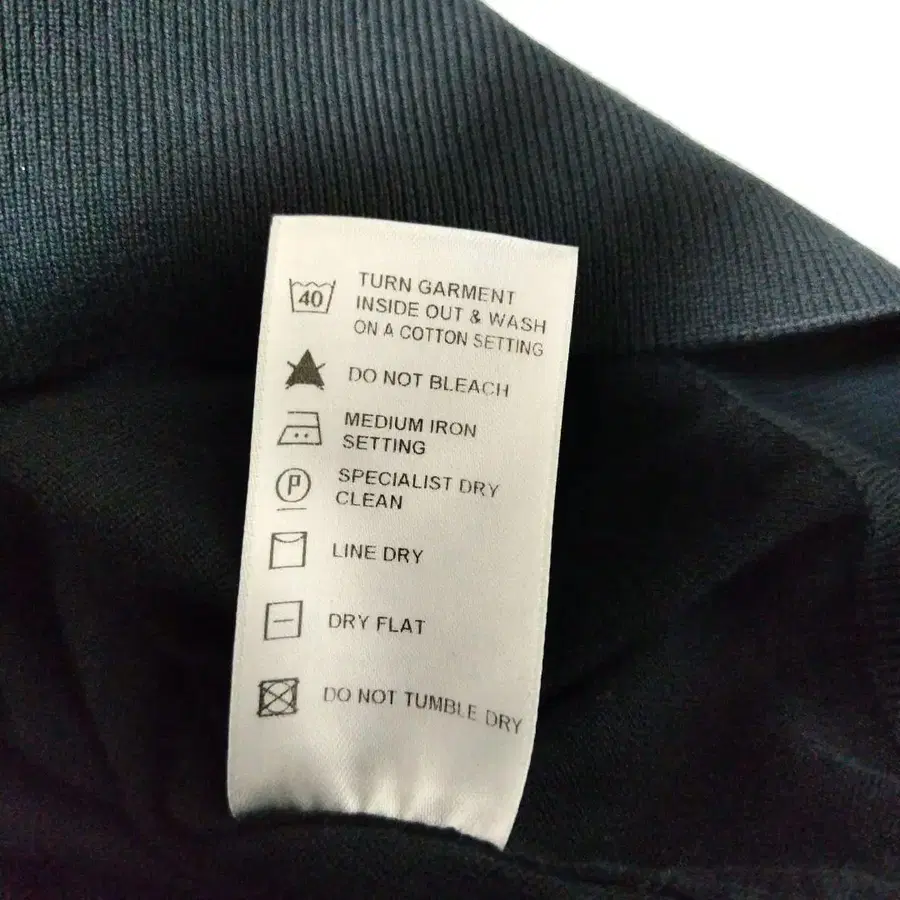 40 TURN GARMENT
INSIDE OUT & WASH
ON A COTTON SETTING
DO NOT BLEACH
MEDIUM IRON
SETTING
P SPECIALIST DRY
CLEAN
LINE DRY
DRY FLAT
DO NOT TUMBLE DRY